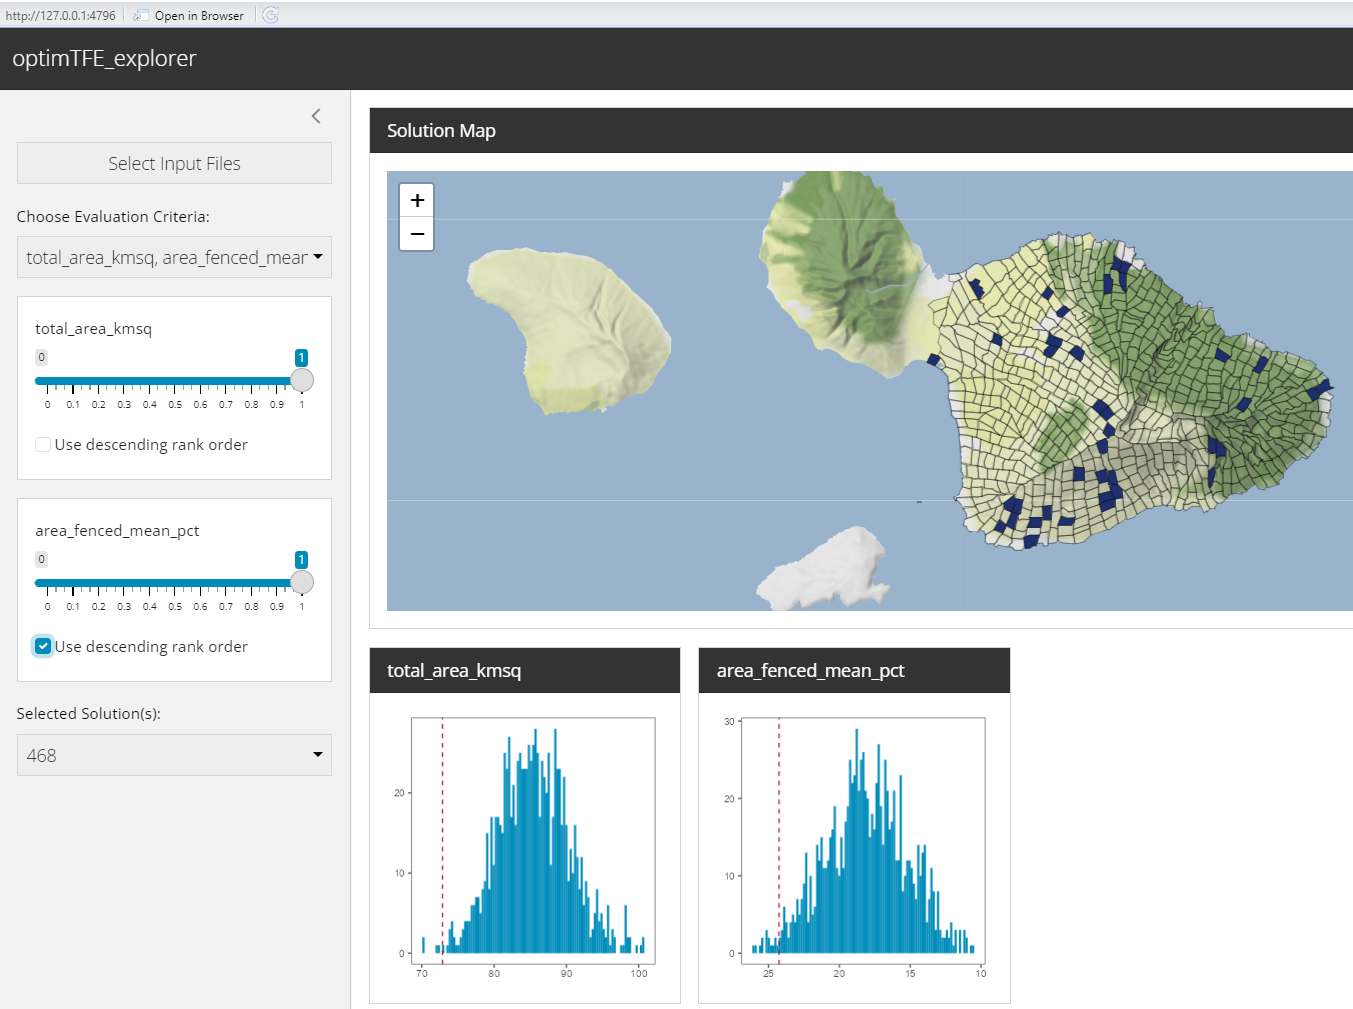 http://127.0.0.1:4796 Open in Browser
optimTFE_explorer
Select Input Files
Choose Evaluation Criteria:
total_area_kmsq, area_fenced_mear
total_area_kmsq
0 1
0 0.1 0.2 0.3 0.4 0.5 0.6 0.7 0.8 0.9 1
Use descending rank order
area_fenced_mean_pct
0 1
0 0.1 0.2 0.3 0.4 0.5 0.6 0.7 0.8 0.9 1
Use descending rank order
Selected Solution(s):
468
Solution Map
+
−
total_area_kmsq
20
10
0
70 80 90 100
area_fenced_mean_pct
30
20
10
0
25 20 15 10